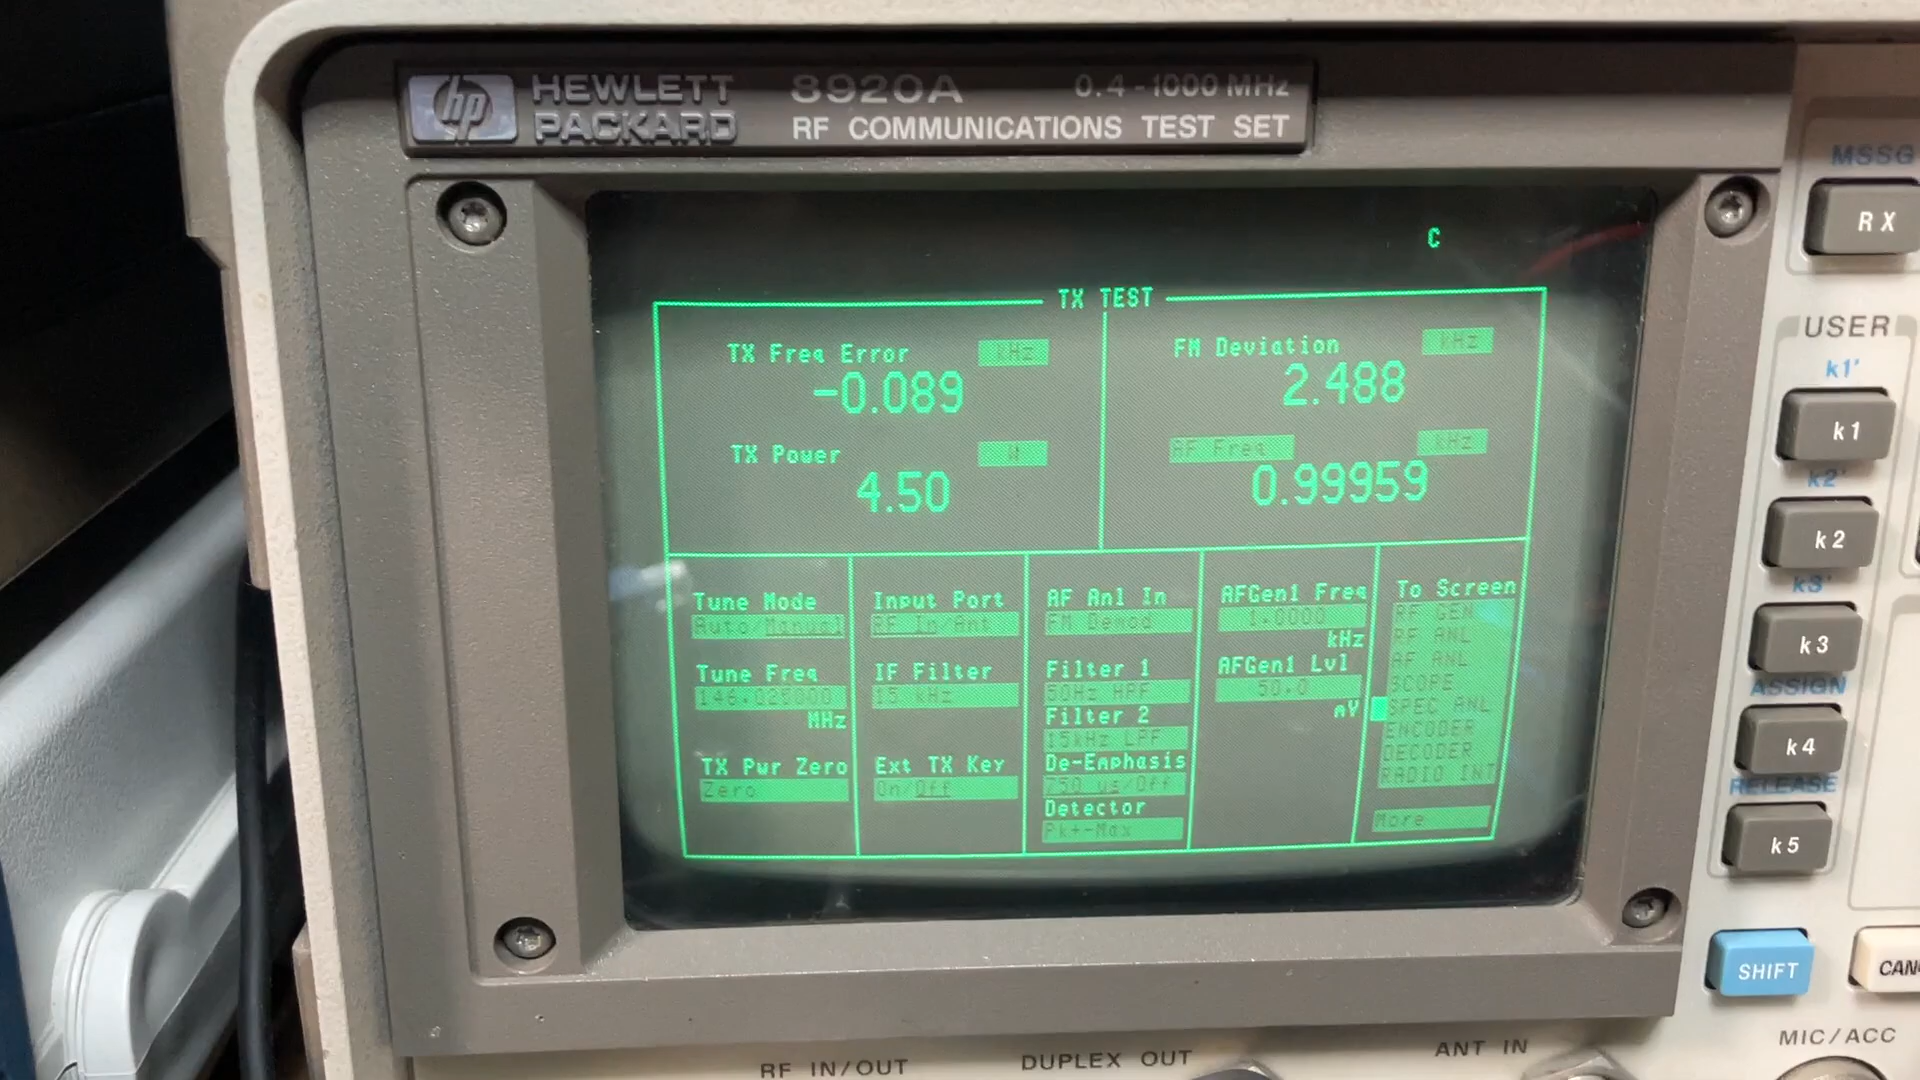 hp HEWLETT PACKARD 8920A 0.4-1000 MHz
RF COMMUNICATIONS TEST SET
C
TX TEST
TX Freq Error kHz
-0.089
TX Power W
4.50
FM Deviation kHz
2.488
AF Freq kHz
0.99959
Tune Mode
Auto/Manual
Tune Freq
146.025000
MHz
TX Pwr Zero
Zero
Input Port
RF In/Ant
IF Filter
15 kHz
Ext TX Key
On/Off
AF Anl In
FM Demod
Filter 1
50Hz HPF
Filter 2
15kHz LPF
De-Emphasis
750 us/Off
Detector
Pk+-Max
AFGen1 Freq
1.0000
kHz
AFGen1 Lvl
50.0
mV
To Screen
RF GEN
RF ANL
AF ANL
SCOPE
SPEC ANL
ENCODER
DECODER
RADIO INT
More
MSSG
RX
USER
k1'
k1
k2'
k2
k3'
k3
ASSIGN
k4
RELEASE
k5
SHIFT
RF IN/OUT
DUPLEX OUT
ANT IN
MIC/ACC